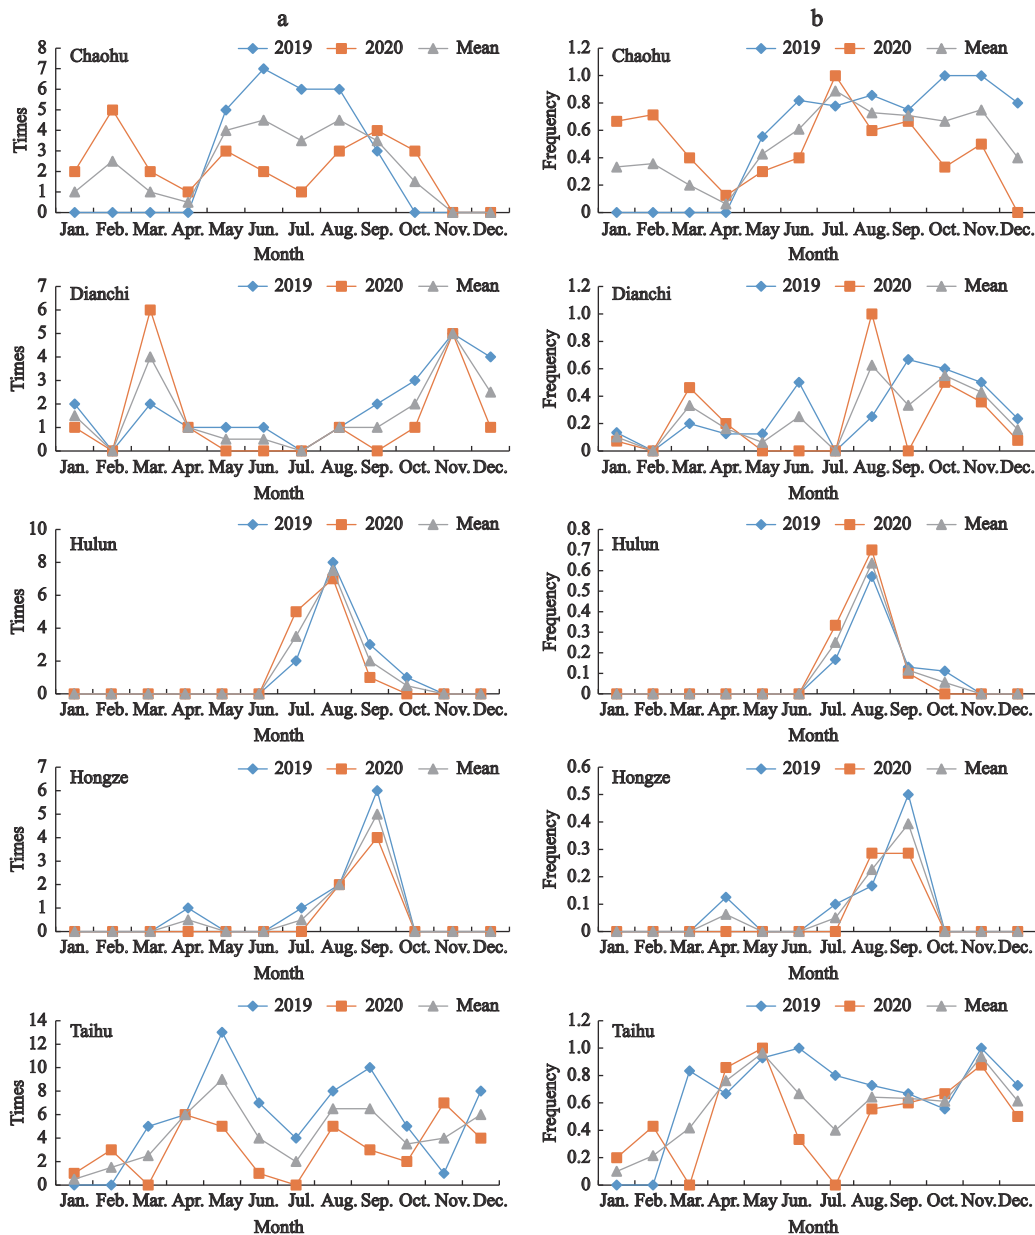 a
b
Chaohu
2019 2020 Mean
Times
8
7
6
5
4
3
2
1
0
Jan. Feb. Mar. Apr. May Jun. Jul. Aug. Sep. Oct. Nov. Dec.
Month
Chaohu
2019 2020 Mean
Frequency
1.2
1.0
0.8
0.6
0.4
0.2
0
Jan. Feb. Mar. Apr. May Jun. Jul. Aug. Sep. Oct. Nov. Dec.
Month
Dianchi
2019 2020 Mean
Times
7
6
5
4
3
2
1
0
Jan. Feb. Mar. Apr. May Jun. Jul. Aug. Sep. Oct. Nov. Dec.
Month
Dianchi
2019 2020 Mean
Frequency
1.2
1.0
0.8
0.6
0.4
0.2
0
Jan. Feb. Mar. Apr. May Jun. Jul. Aug. Sep. Oct. Nov. Dec.
Month
Hulun
2019 2020 Mean
Times
10
8
6
4
2
0
Jan. Feb. Mar. Apr. May Jun. Jul. Aug. Sep. Oct. Nov. Dec.
Month
Hulun
2019 2020 Mean
Frequency
0.8
0.7
0.6
0.5
0.4
0.3
0.2
0.1
0
Jan. Feb. Mar. Apr. May Jun. Jul. Aug. Sep. Oct. Nov. Dec.
Month
Hongze
2019 2020 Mean
Times
7
6
5
4
3
2
1
0
Jan. Feb. Mar. Apr. May Jun. Jul. Aug. Sep. Oct. Nov. Dec.
Month
Hongze
2019 2020 Mean
Frequency
0.6
0.5
0.4
0.3
0.2
0.1
0
Jan. Feb. Mar. Apr. May Jun. Jul. Aug. Sep. Oct. Nov. Dec.
Month
Taihu
2019 2020 Mean
Times
14
12
10
8
6
4
2
0
Jan. Feb. Mar. Apr. May Jun. Jul. Aug. Sep. Oct. Nov. Dec.
Month
Taihu
2019 2020 Mean
Frequency
1.2
1.0
0.8
0.6
0.4
0.2
0
Jan. Feb. Mar. Apr. May Jun. Jul. Aug. Sep. Oct. Nov. Dec.
Month